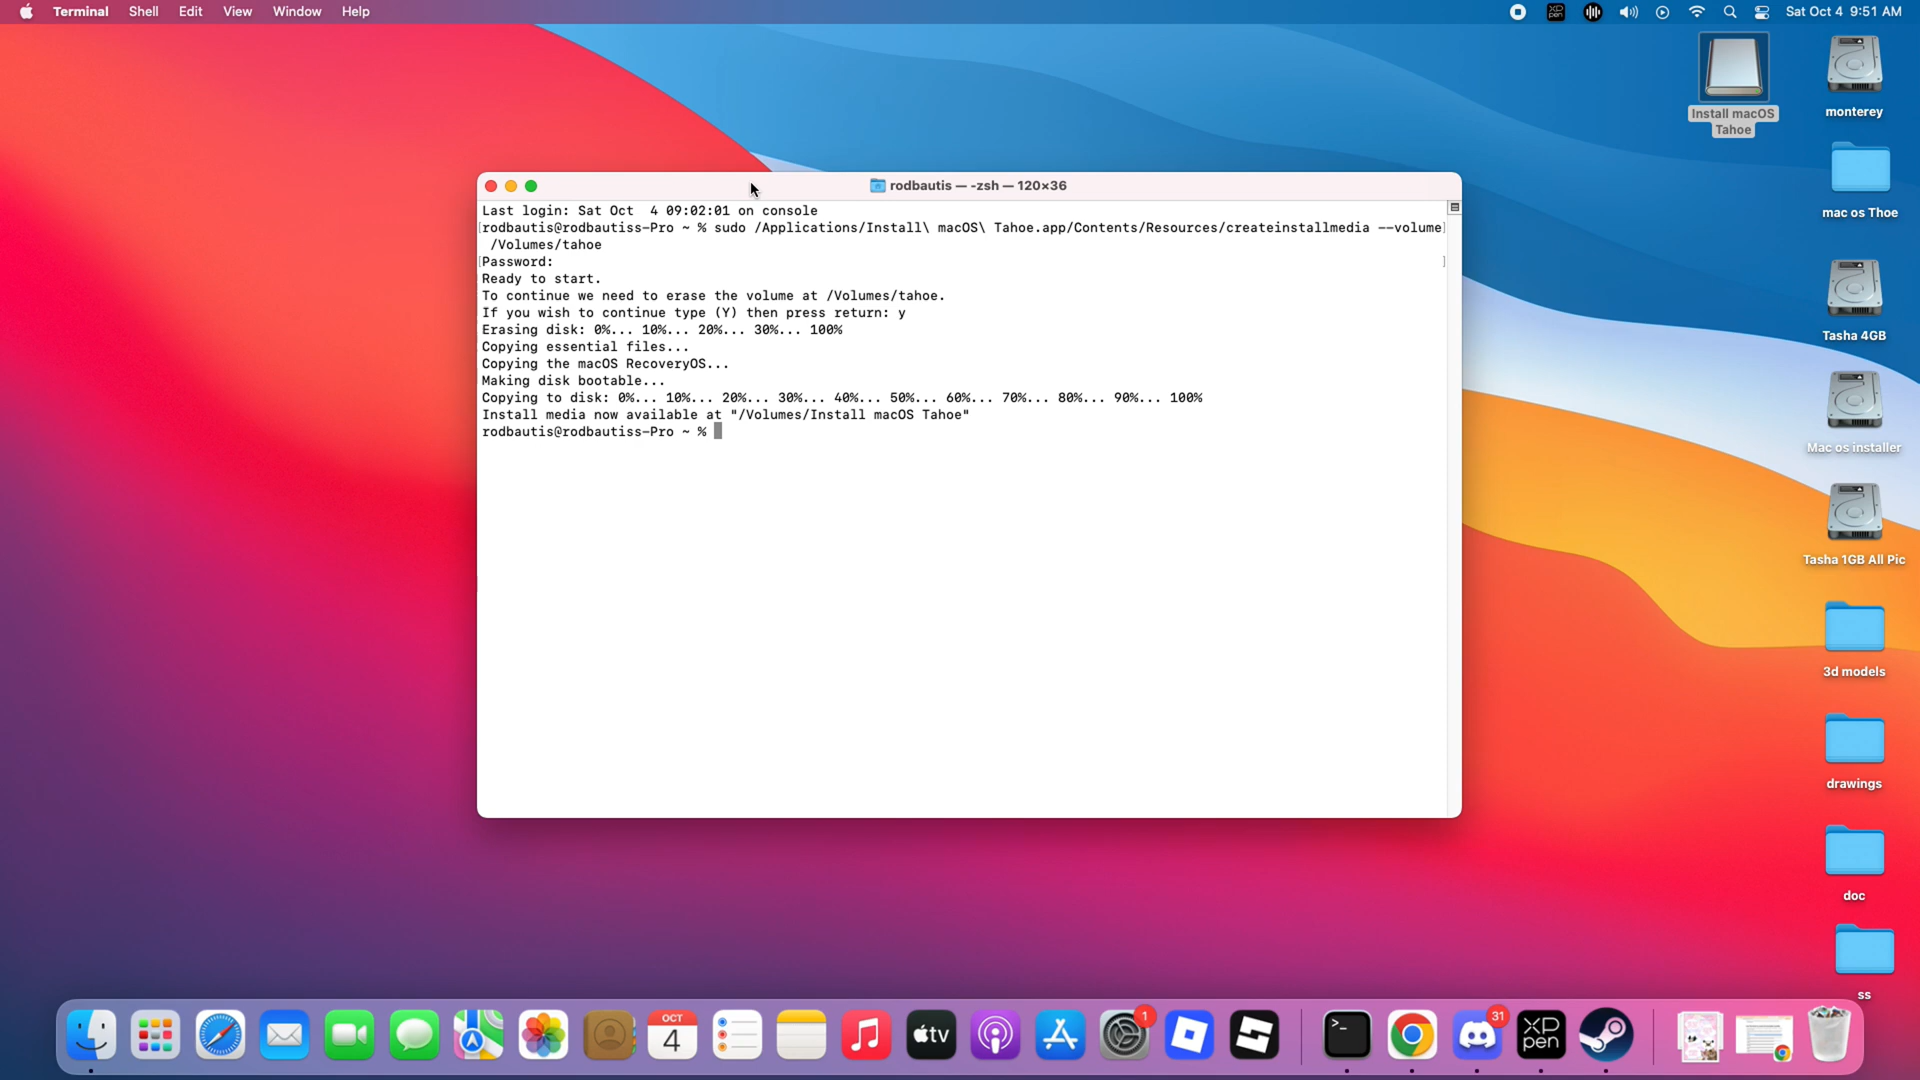 Terminal Shell Edit View Window Help
XP pen
Sat Oct 4 9:51 AM
Install macOS
Tahoe
monterey
mac os Thoe
Tasha 4GB
Mac os installer
Tasha 1GB All Pic
3d models
drawings
doc
ss
rodbautis — -zsh — 120×36
Last login: Sat Oct  4 09:02:01 on console
[rodbautis@rodbautiss-Pro ~ % sudo /Applications/Install\ macOS\ Tahoe.app/Contents/Resources/createinstallmedia --volume]
/Volumes/tahoe
[Password: ]
Ready to start.
To continue we need to erase the volume at /Volumes/tahoe.
If you wish to continue type (Y) then press return: y
Erasing disk: 0%... 10%... 20%... 30%... 100%
Copying essential files...
Copying the macOS RecoveryOS...
Making disk bootable...
Copying to disk: 0%... 10%... 20%... 30%... 40%... 50%... 60%... 70%... 80%... 90%... 100%
Install media now available at "/Volumes/Install macOS Tahoe"
rodbautis@rodbautiss-Pro ~ %
OCT
4
tv
1
>_
31
XP
pen